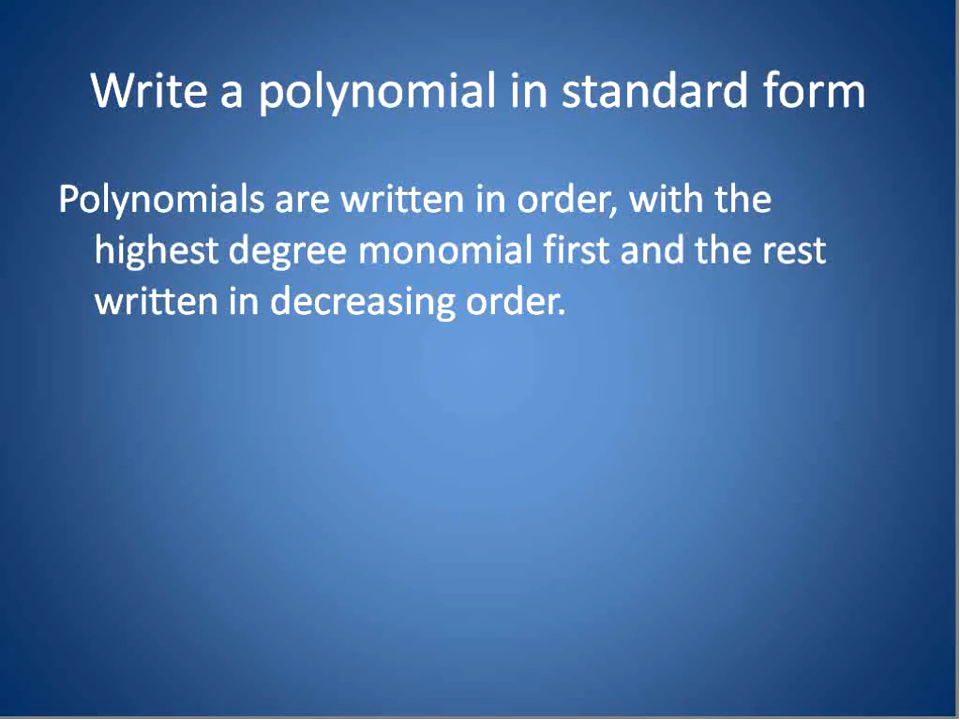 Write a polynomial in standard form
Polynomials are written in order, with the
highest degree monomial first and the rest
written in decreasing order.